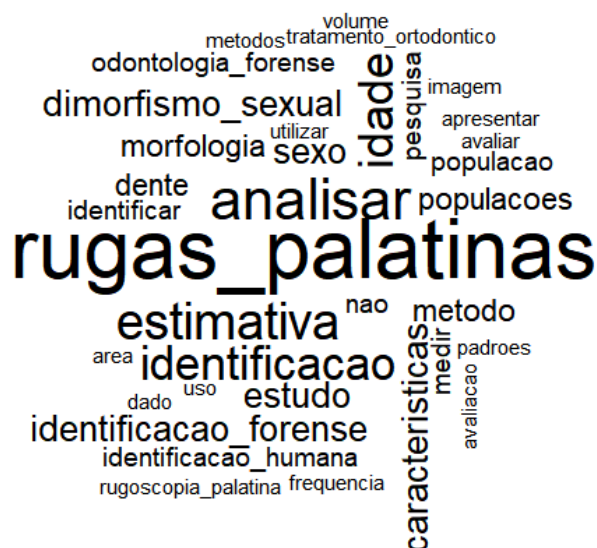 volume
metodos
tratamento_ortodontico
odontologia_forense
idade
pesquisa
imagem
dimorfismo_sexual
apresentar
utilizar
avaliar
morfologia
sexo
populacao
dente
identificar
analisar
populacoes
rugas_palatinas
estimativa
nao
metodo
caracteristicas
medir
padroes
area
identificacao
avaliacao
uso
dado
estudo
identificacao_forense
identificacao_humana
rugoscopia_palatina
frequencia